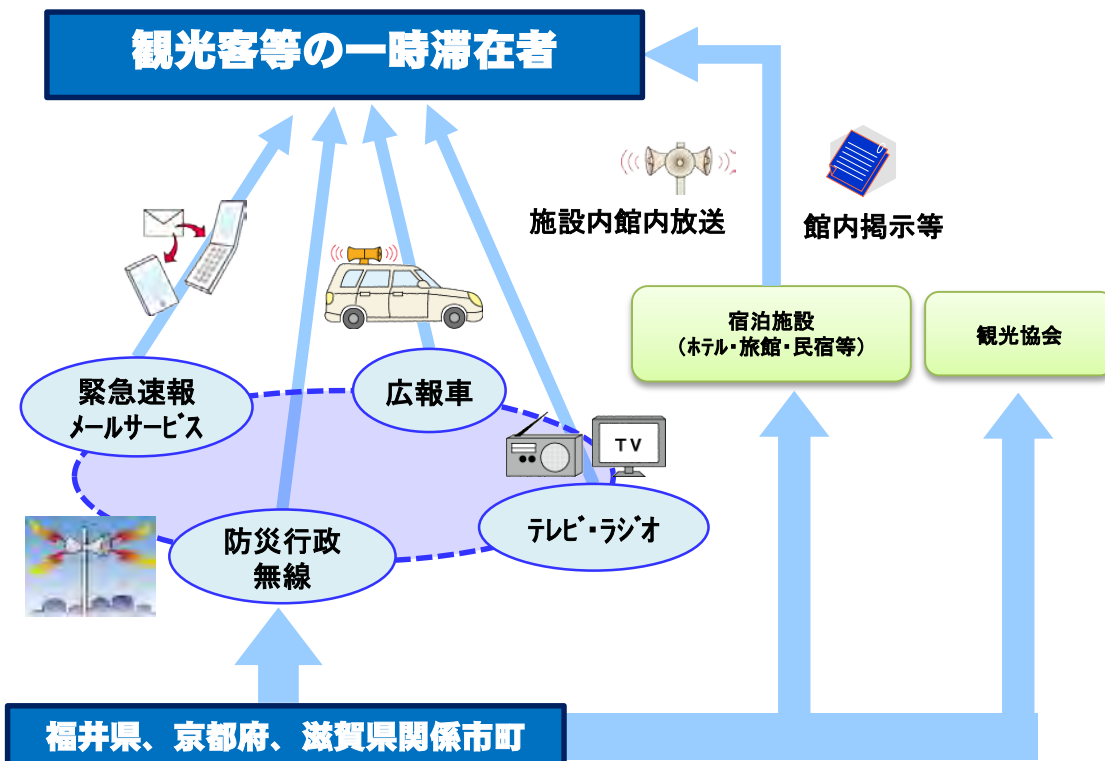 観光客等の一時滞在者
施設内館内放送
館内掲示等
宿泊施設
（ホテル・旅館・民宿等）
観光協会
緊急速報
メールサービス
広報車
TV
防災行政
無線
テレビ・ラジオ
福井県、京都府、滋賀県関係市町